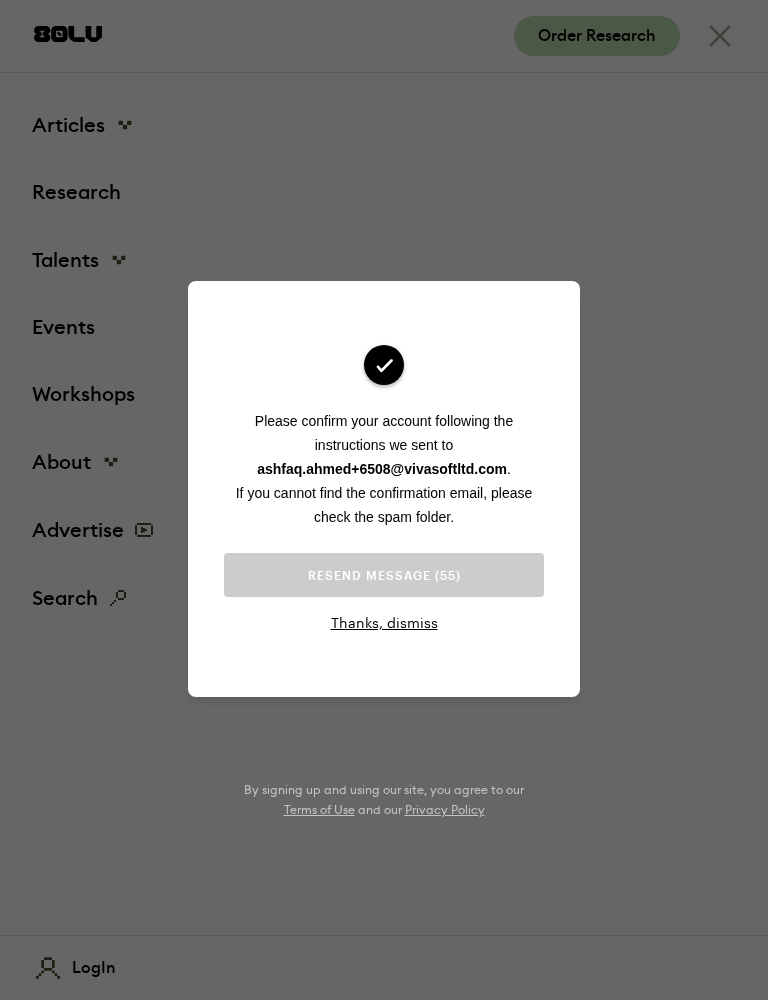 80LV
Order Research
Articles
Research
Talents
Events
Workshops
About
Advertise
Search
Please confirm your account following the
instructions we sent to
ashfaq.ahmed+6508@vivasoftltd.com.
If you cannot find the confirmation email, please
check the spam folder.
RESEND MESSAGE (55)
Thanks, dismiss
By signing up and using our site, you agree to our
Terms of Use and our Privacy Policy
LogIn